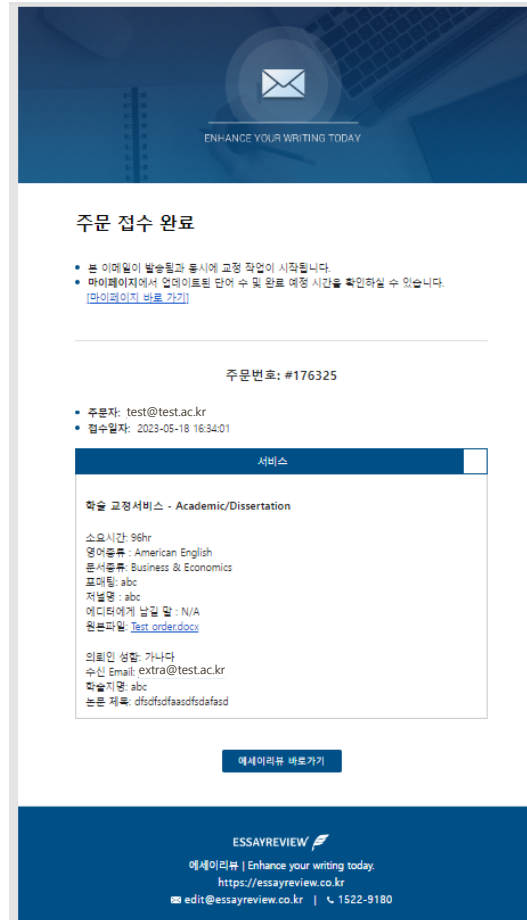 ENHANCE YOUR WRITING TODAY
주문 접수 완료
본 이메일이 발송됨과 동시에 교정 작업이 시작됩니다.
마이페이지에서 업데이트된 단어 수 및 완료 예정 시간을 확인하실 수 있습니다.
[마이페이지 바로 가기]
주문번호: #176325
주문자: test@test.ac.kr
접수일자: 2023-05-18 16:34:01
서비스
학술 교정서비스 - Academic/Dissertation
소요시간: 96hr
영어종류 : American English
문서종류: Business & Economics
포매팅: abc
저널명 : abc
에디터에게 남길 말 : N/A
원본파일: Test order.docx
의뢰인 성함: 가나다
수신 Email: extra@test.ac.kr
학술지명: abc
논문 제목: dfsdfsdfaasdfsdafasd
에세이리뷰 바로가기
ESSAYREVIEW
에세이리뷰 | Enhance your writing today.
https://essayreview.co.kr
edit@essayreview.co.kr | 1522-9180